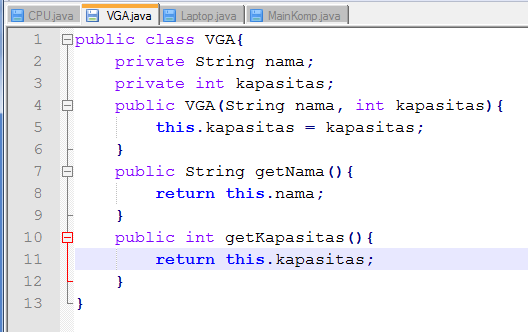 CPU.java VGA.java Laptop.java MainKomp.java
1 public class VGA{
2 private String nama;
3 private int kapasitas;
4 public VGA(String nama, int kapasitas){
5 this.kapasitas = kapasitas;
6 }
7 public String getNama(){
8 return this.nama;
9 }
10 public int getKapasitas(){
11 return this.kapasitas;
12 }
13 }